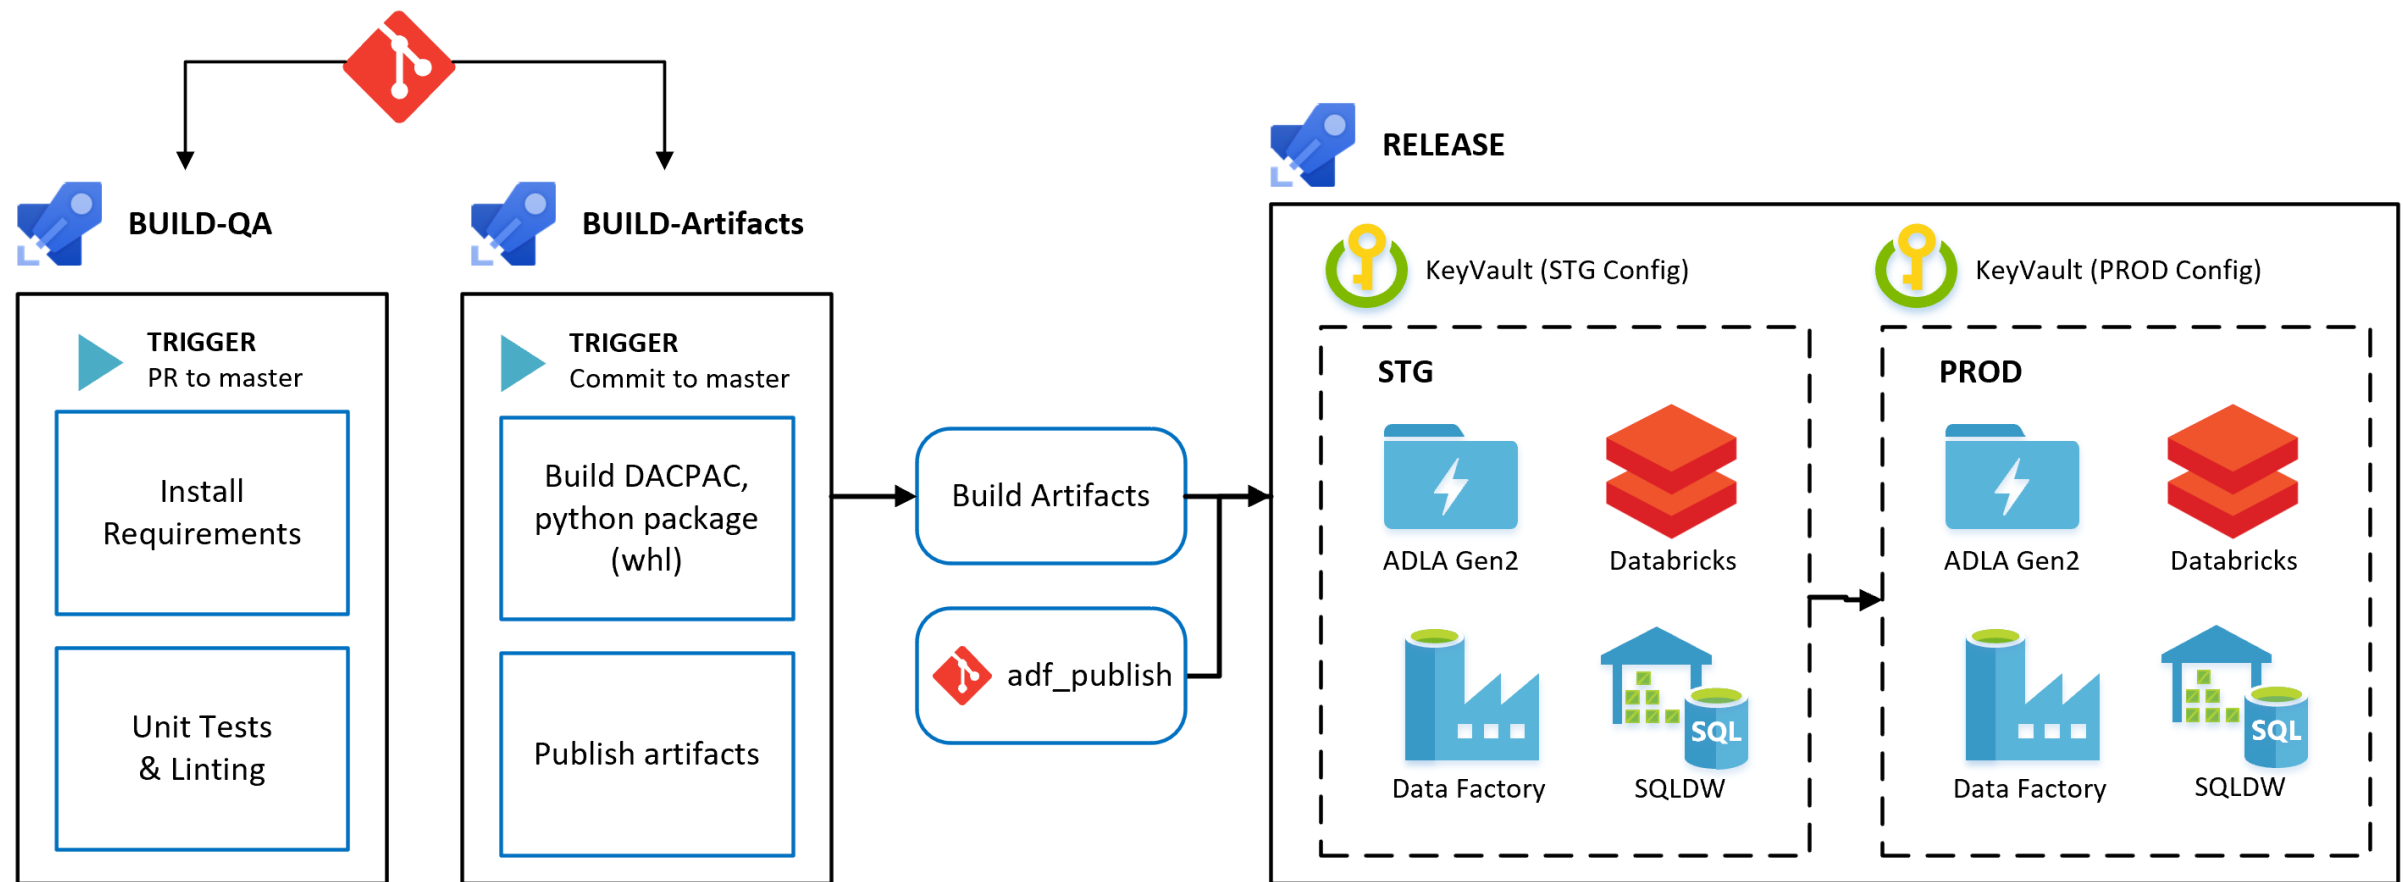 BUILD-QA
TRIGGER
PR to master
Install
Requirements
Unit Tests
& Linting
BUILD-Artifacts
TRIGGER
Commit to master
Build DACPAC,
python package
(whl)
Publish artifacts
Build Artifacts
adf_publish
RELEASE
KeyVault (STG Config)
STG
ADLA Gen2
Databricks
Data Factory
SQL
SQLDW
KeyVault (PROD Config)
PROD
ADLA Gen2
Databricks
Data Factory
SQL
SQLDW